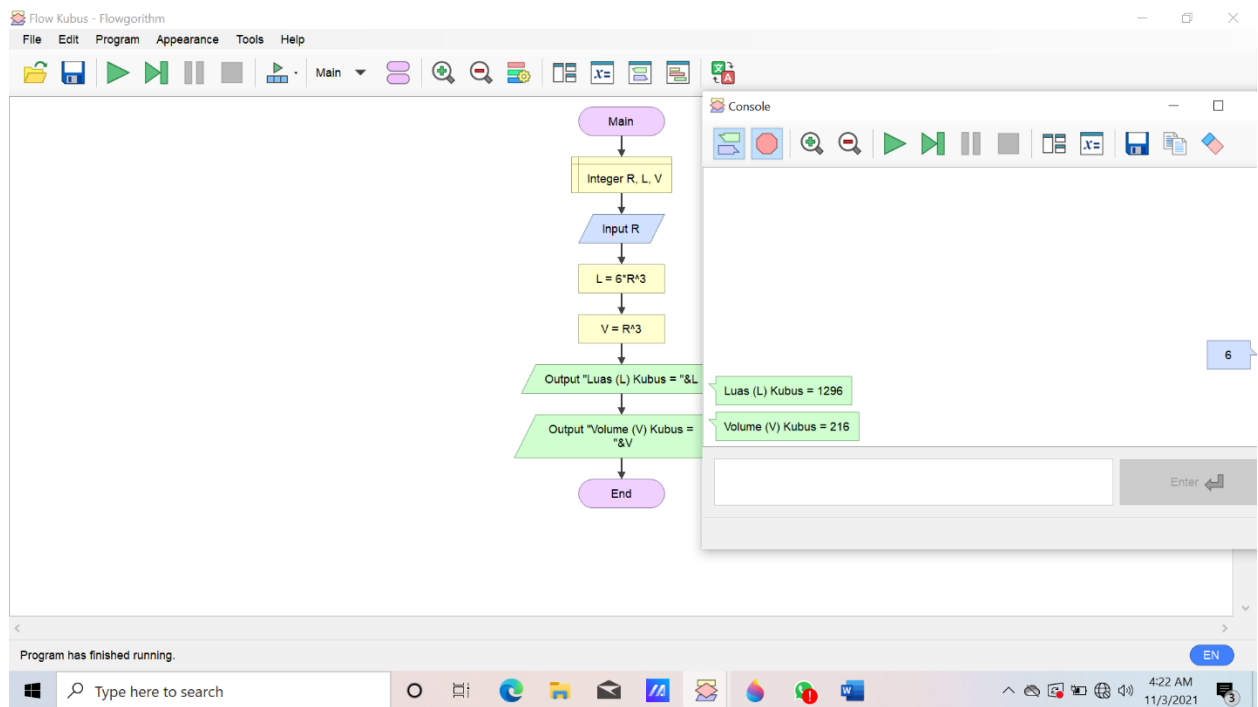 Flow Kubus - Flowgorithm
File Edit Program Appearance Tools Help
Main
Main
Integer R, L, V
Input R
L = 6*R^3
V = R^3
Output "Luas (L) Kubus = "&L
Output "Volume (V) Kubus =
"&V
End
Console
6
Luas (L) Kubus = 1296
Volume (V) Kubus = 216
Enter
Program has finished running.
EN
Type here to search
4:22 AM
11/3/2021
3